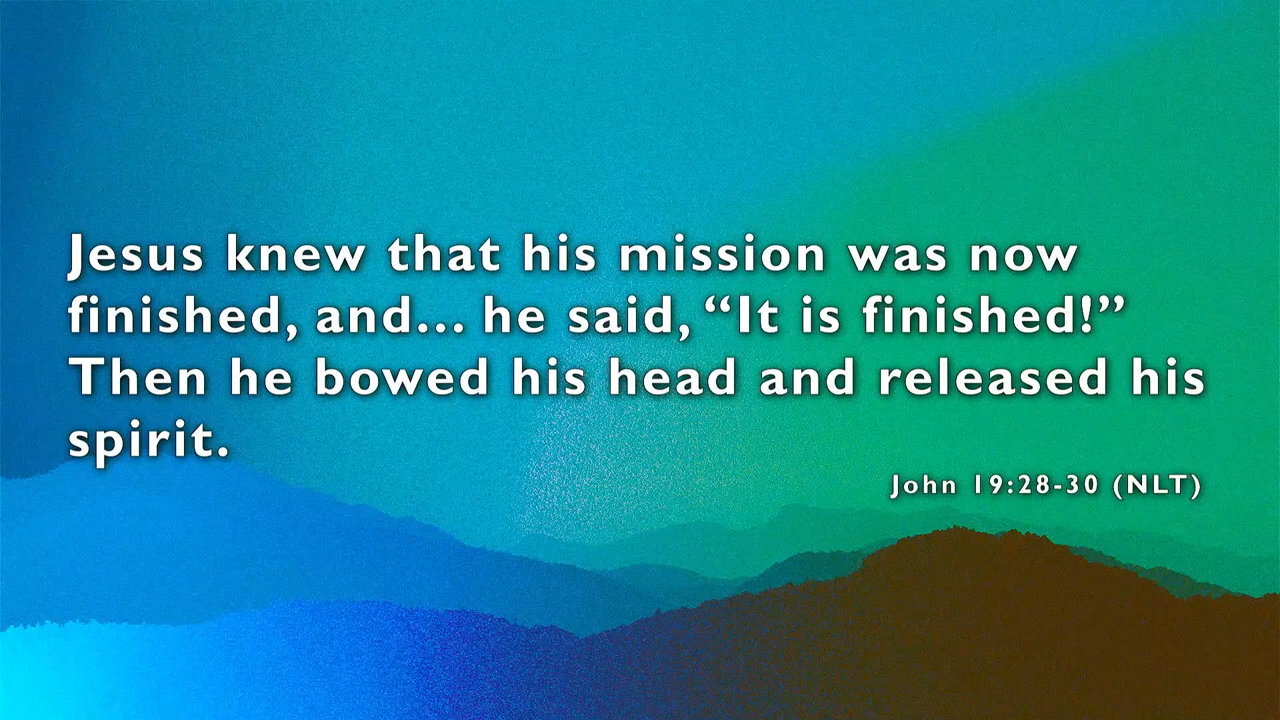 Jesus knew that his mission was now
finished, and... he said, “It is finished!”
Then he bowed his head and released his
spirit.
John 19:28-30 (NLT)